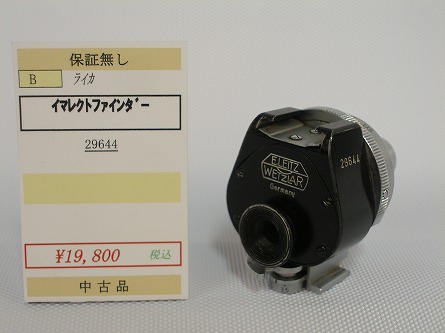 保証無し
B ライカ
イマレクトファインダー
29644
¥19,800 税込
中古品
E.LEITZ
WETZLAR
Germany
29644